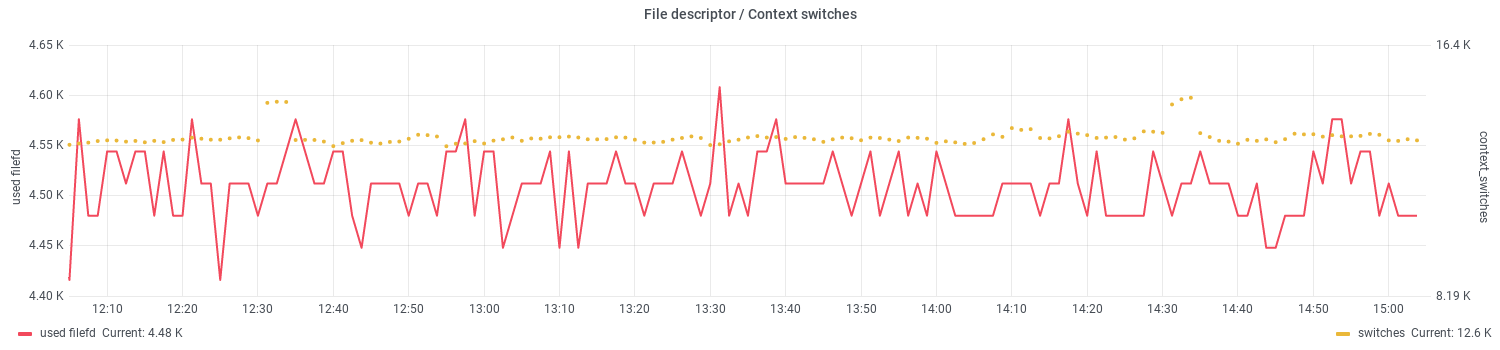 File descriptor / Context switches
4.65 K
16.4 K
4.60 K
4.55 K
4.50 K
4.45 K
4.40 K
8.19 K
used filefd
context_switches
12:10 12:20 12:30 12:40 12:50 13:00 13:10 13:20 13:30 13:40 13:50 14:00 14:10 14:20 14:30 14:40 14:50 15:00
used filefd Current: 4.48 K
switches Current: 12.6 K